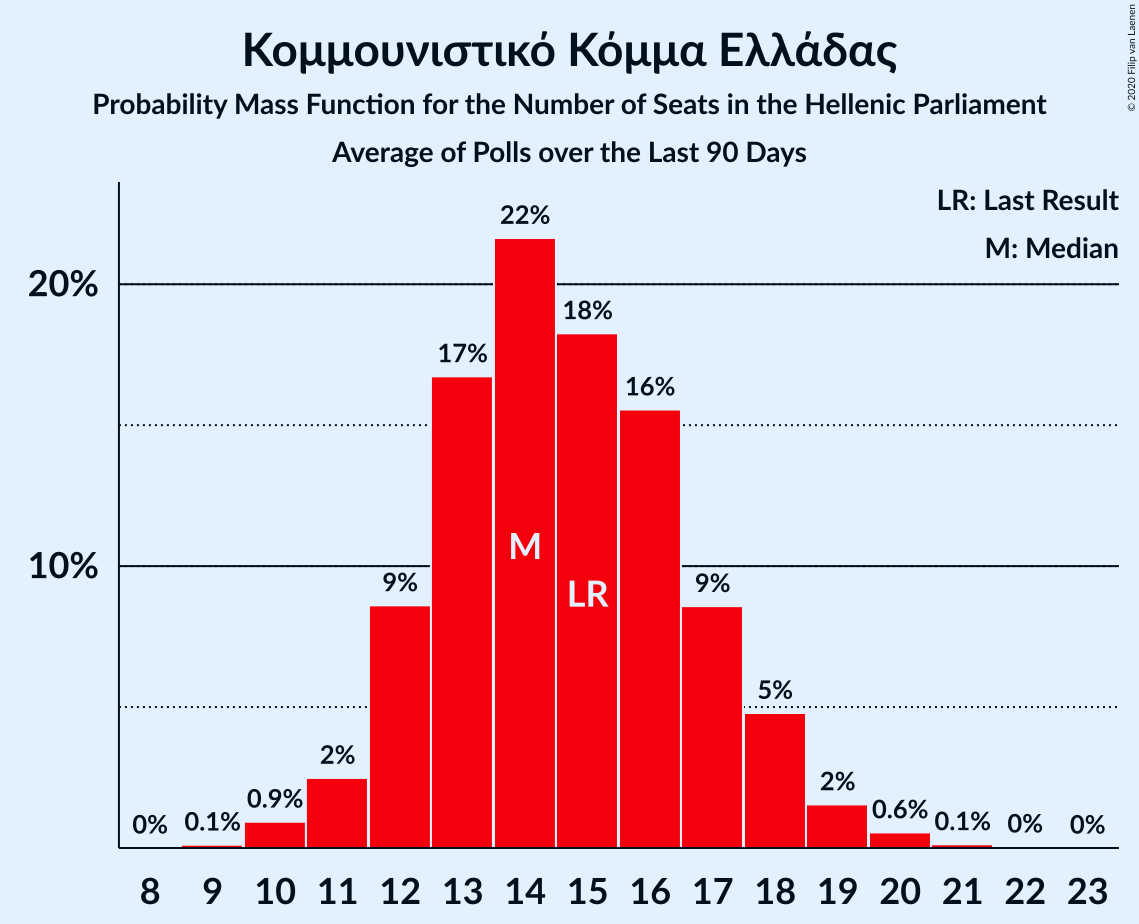 Κομμουνιστικό Κόμμα Ελλάδας
Probability Mass Function for the Number of Seats in the Hellenic Parliament
Average of Polls over the Last 90 Days
© 2020 Filip van Laenen
LR: Last Result
M: Median
20%
10%
0% 0.1% 0.9% 2% 9% 17% 22% 18% 16% 9% 5% 2% 0.6% 0.1% 0% 0%
M
LR
8 9 10 11 12 13 14 15 16 17 18 19 20 21 22 23